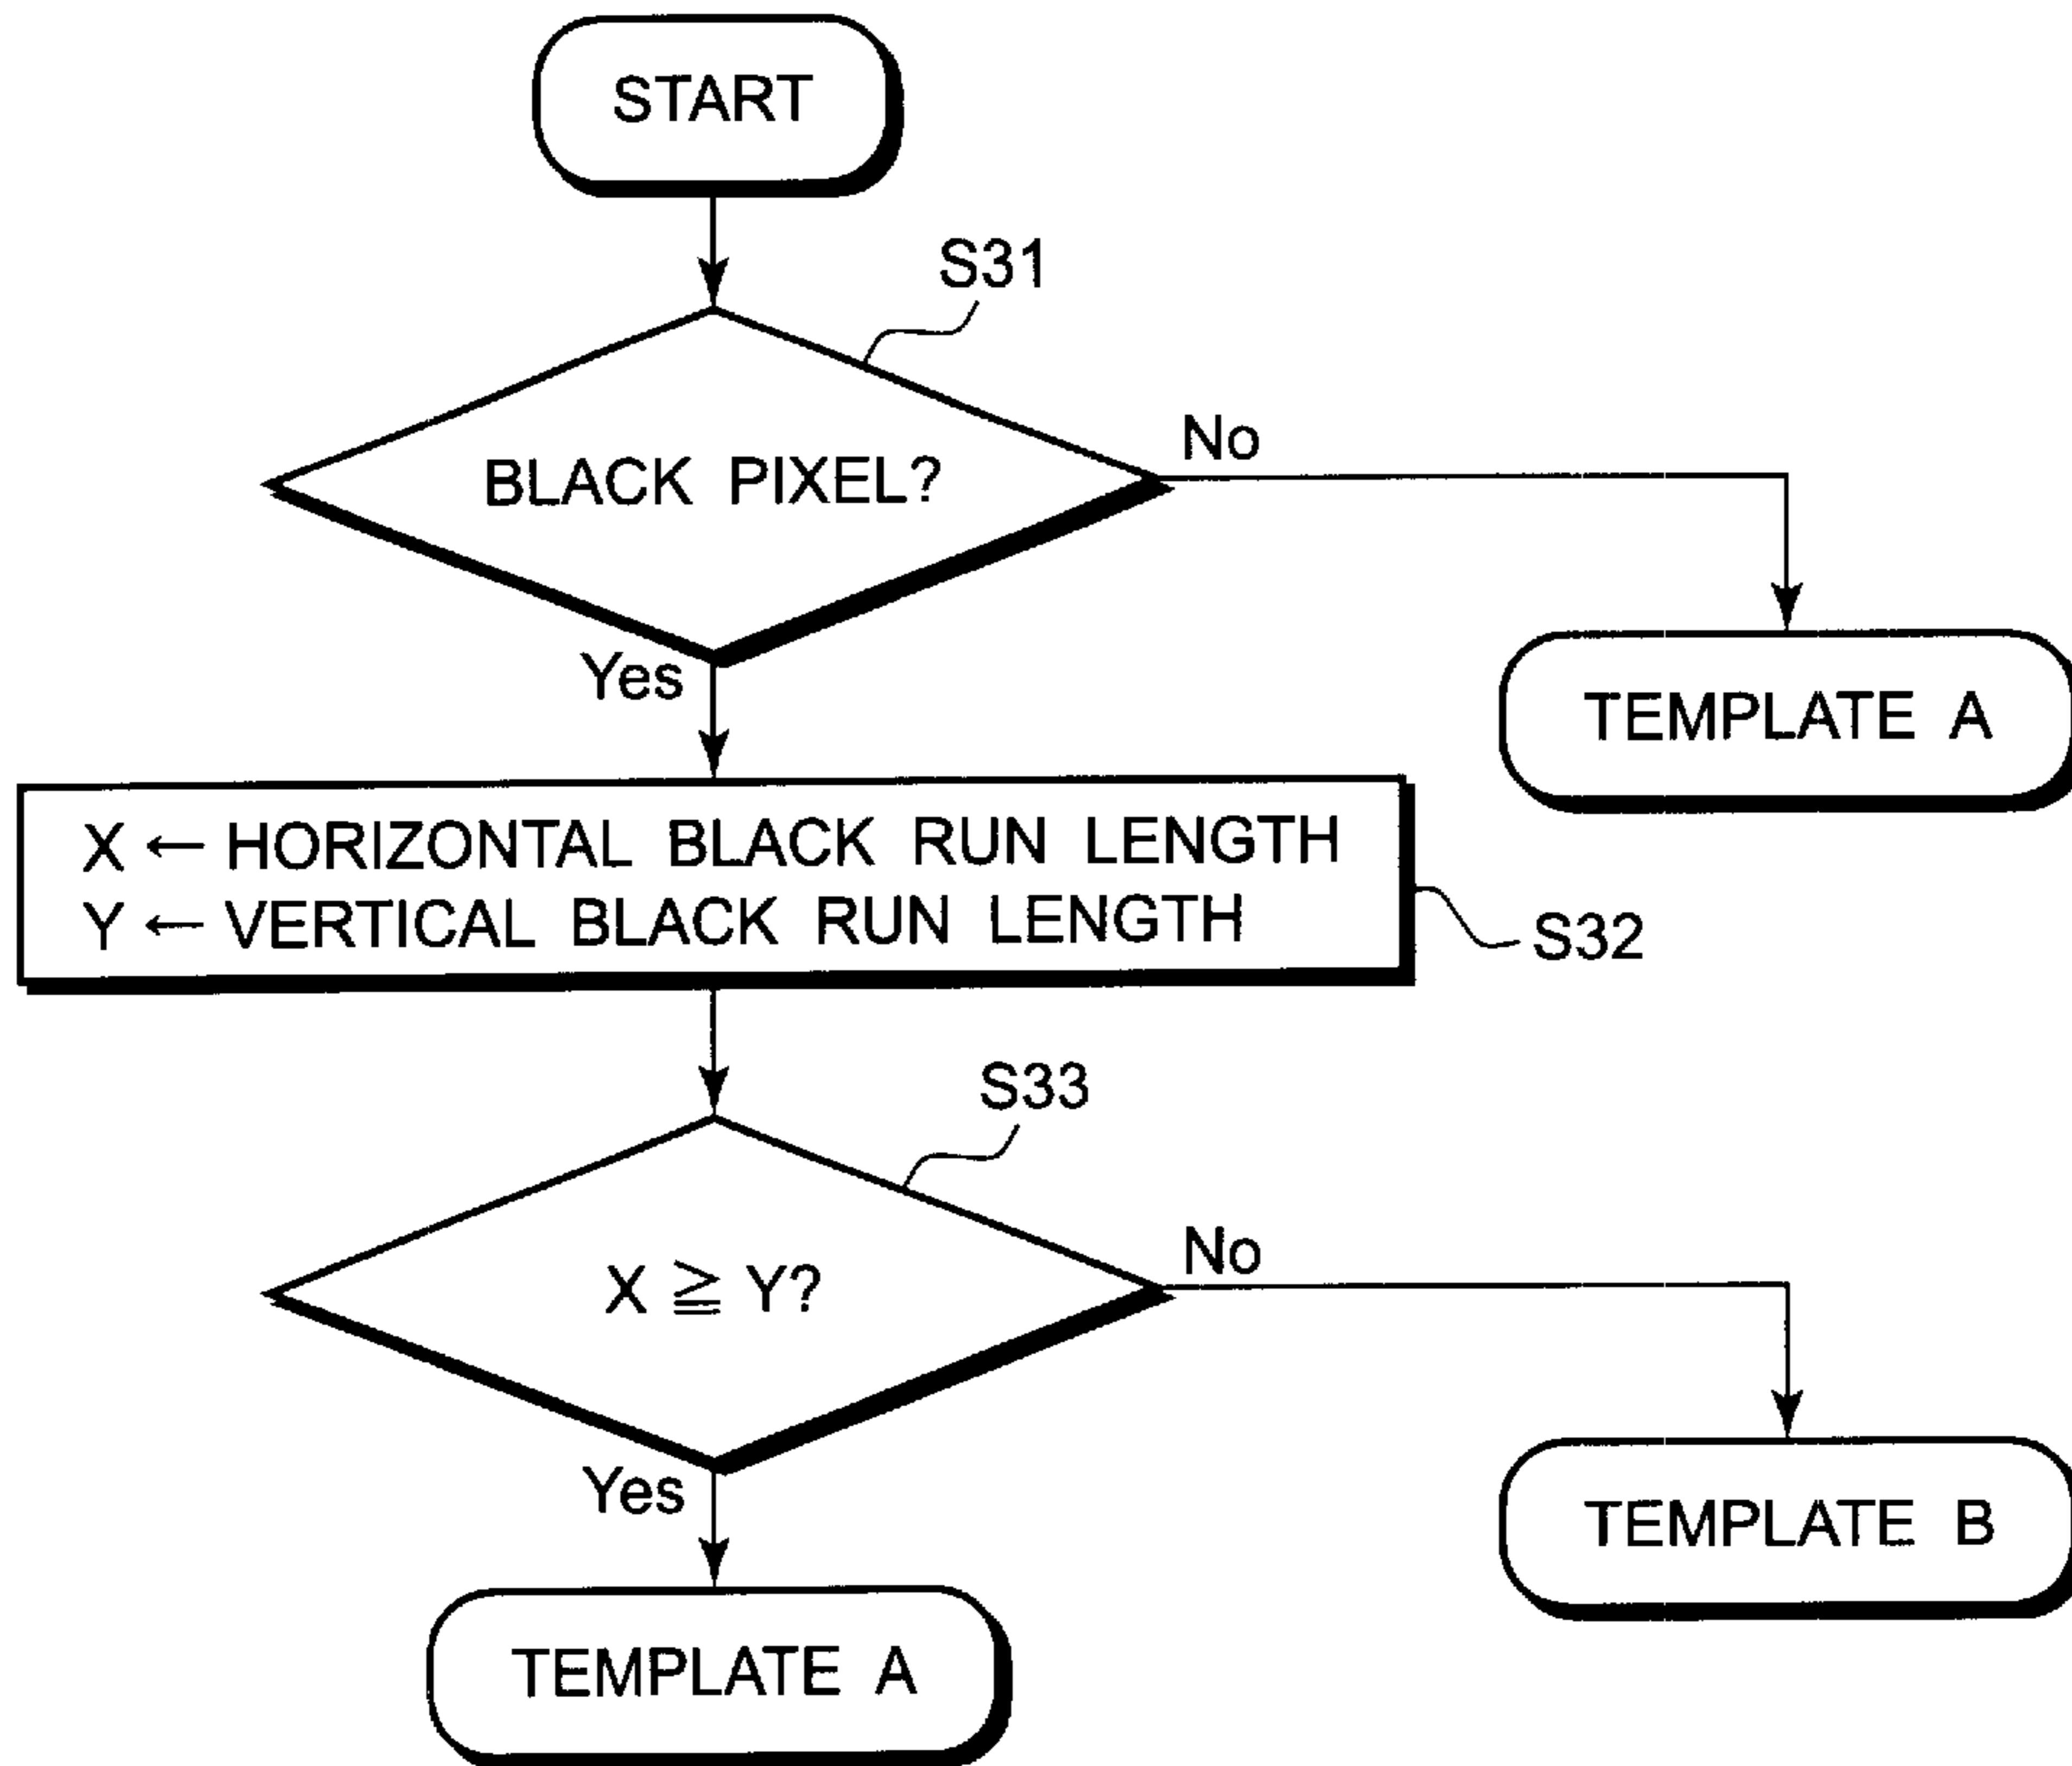 START
S31
BLACK PIXEL?
No
Yes
TEMPLATE A
X ← HORIZONTAL BLACK RUN LENGTH
Y ← VERTICAL BLACK RUN LENGTH
S32
S33
X ≧ Y?
No
Yes
TEMPLATE B
TEMPLATE A